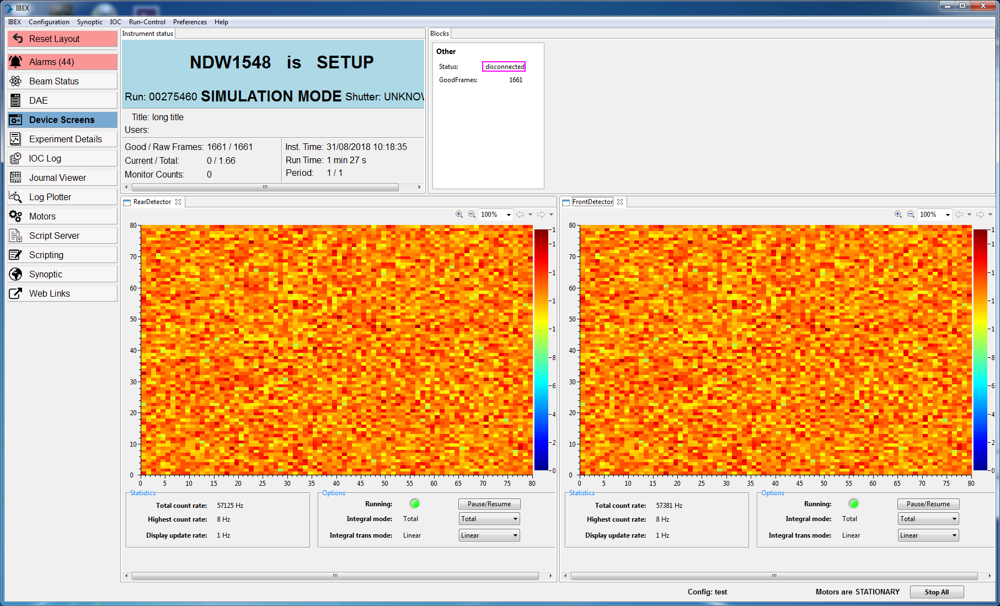 IBEX
IBEX Configuration Synoptic IOC Run-Control Preferences Help
Reset Layout
Alarms (44)
Beam Status
DAE
Device Screens
Experiment Details
IOC Log
Journal Viewer
Log Plotter
Motors
Script Server
Scripting
Synoptic
Web Links
Instrument status
NDW1548 is SETUP
Run: 00275460 SIMULATION MODE Shutter: UNKNOW
Title: long title
Users:
Good / Raw Frames: 1661 / 1661
Current / Total: 0 / 1.66
Monitor Counts: 0
Inst. Time: 31/08/2018 10:18:35
Run Time: 1 min 27 s
Period: 1 / 1
Blocks
Other
Status: disconnected
GoodFrames: 1661
RearDetector
100%
80
70
60
50
40
30
20
10
0
0 5 10 15 20 25 30 35 40 45 50 55 60 65 70 75 80
1
1
1
1
1
8
6
4
2
0
Statistics
Total count rate: 57125 Hz
Highest count rate: 8 Hz
Display update rate: 1 Hz
Options
Running: Pause/Resume
Integral mode: Total Total
Integral trans mode: Linear Linear
FrontDetector
100%
80
70
60
50
40
30
20
10
0
0 5 10 15 20 25 30 35 40 45 50 55 60 65 70 75 80
1
1
1
1
1
8
6
4
2
0
Statistics
Total count rate: 57381 Hz
Highest count rate: 8 Hz
Display update rate: 1 Hz
Options
Running: Pause/Resume
Integral mode: Total Total
Integral trans mode: Linear Linear
Config: test
Motors are STATIONARY Stop All